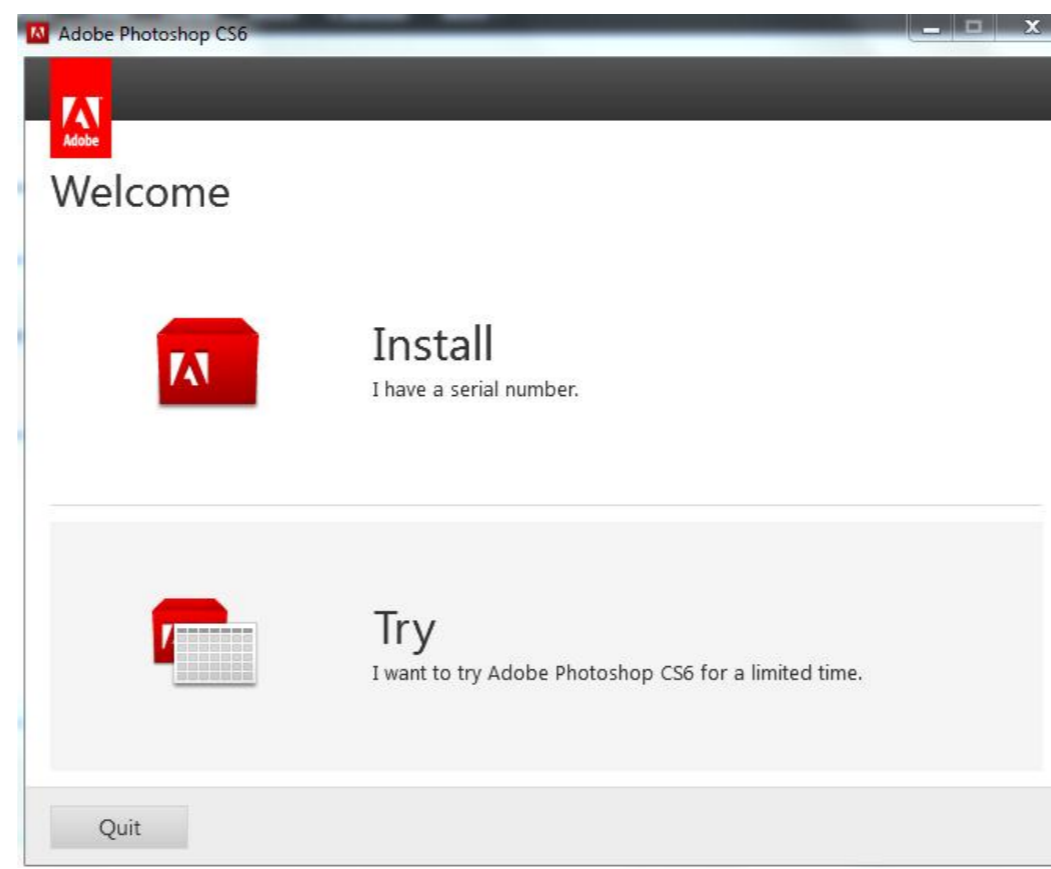 Adobe Photoshop CS6
Adobe
Welcome
Install
I have a serial number.
Try
I want to try Adobe Photoshop CS6 for a limited time.
Quit